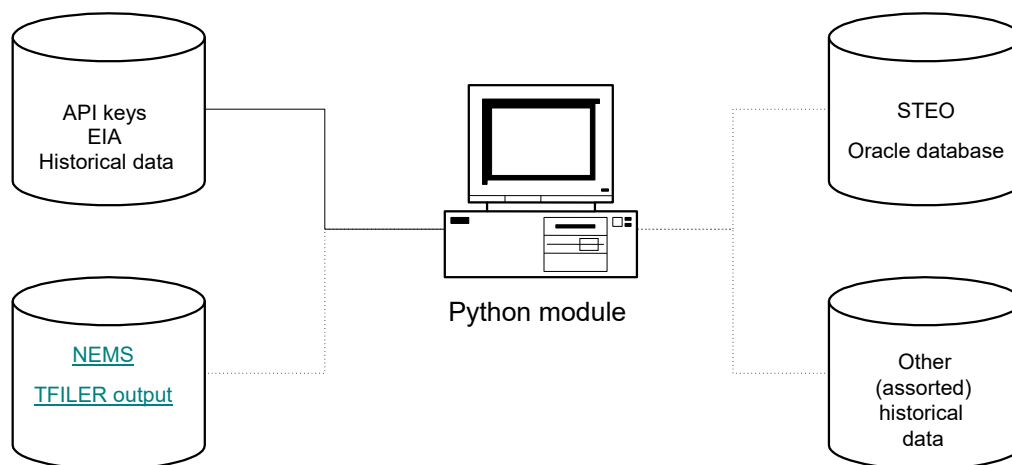 API keys
EIA
Historical data
STEO
Oracle database
Python module
NEMS
TFILER output
Other
(assorted)
historical
data